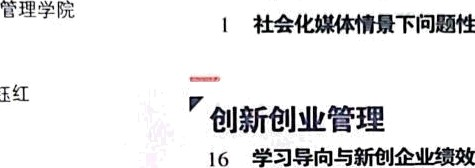 管理学院
1 社会化媒体情景下问题性
钰红
创新创业管理
16 学习导向与新创企业绩效